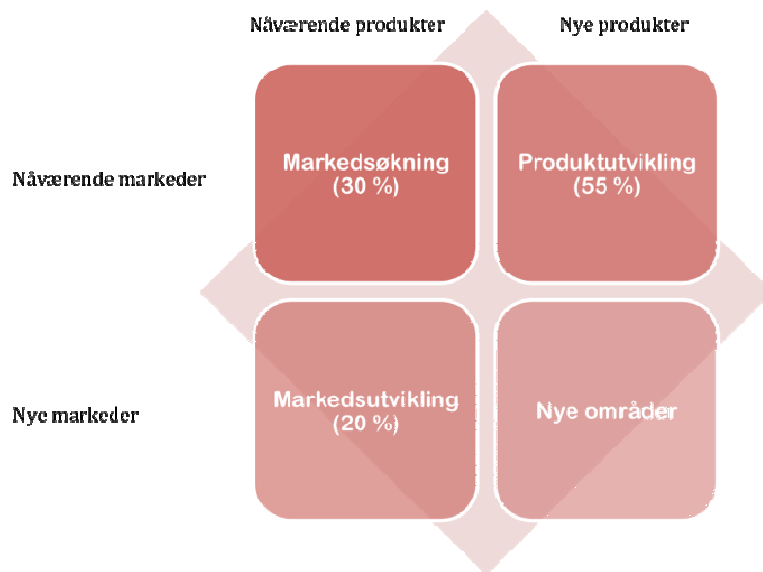 Nåværende produkter
Nye produkter
Nåværende markeder
Markedsøkning
(30 %)
Produktutvikling
(55 %)
Nye markeder
Markedsutvikling
(20 %)
Nye områder